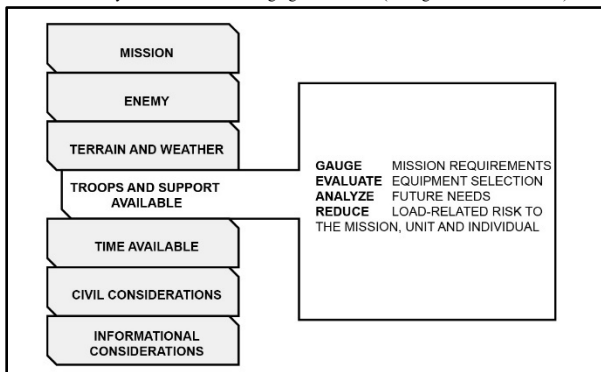 MISSION
ENEMY
TERRAIN AND WEATHER
TROOPS AND SUPPORT
AVAILABLE
TIME AVAILABLE
CIVIL CONSIDERATIONS
INFORMATIONAL
CONSIDERATIONS
GAUGE MISSION REQUIREMENTS
EVALUATE EQUIPMENT SELECTION
ANALYZE FUTURE NEEDS
REDUCE LOAD-RELATED RISK TO
THE MISSION, UNIT AND INDIVIDUAL